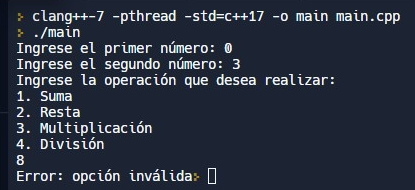 > clang++-7 -pthread -std=c++17 -o main main.cpp
> ./main
Ingrese el primer número: 0
Ingrese el segundo número: 3
Ingrese la operación que desea realizar:
1. Suma
2. Resta
3. Multiplicación
4. División
8
Error: opción inválida>